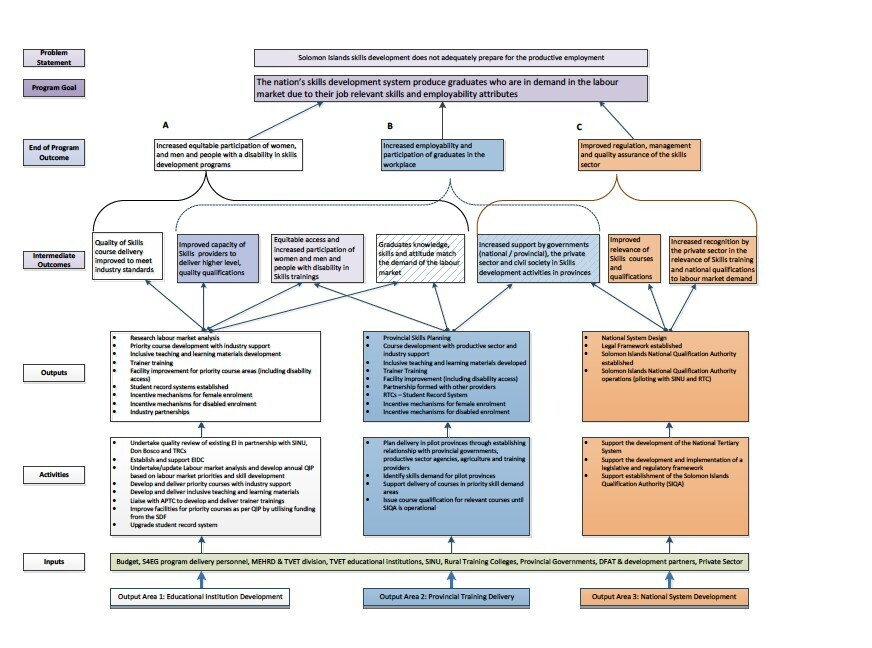 Problem
Statement
Solomon Islands skills development does not adequately prepare for the productive employment
Program Goal
The nation's skills development system produce graduates who are in demand in the labour
market due to their job relevant skills and employability attributes
A
B
C
End of Program
Outcome
Increased equitable participation of women,
and men and people with a disability in skills
development programs
Increased employability and
participation of graduates in the
workplace
Improved regulation, management
and quality assurance of the skills
sector
Intermediate
Outcomes
Quality of Skills
course delivery
improved to meet
industry standards
Improved capacity of
Skills providers to
deliver higher level,
quality qualifications
Equitable access and
increased participation of
women and men and
people with disability in
Skills trainings
Graduates knowledge,
skills and attitude match
the demand of the labour
market
Increased support by governments
(national / provincial), the private
sector and civil society in Skills
development activities in provinces
Improved
relevance of
Skills courses
and
qualifications
Increased recognition by
the private sector in the
relevance of Skills training
and national qualifications
to labour market demand
Outputs
• Research labour market analysis
• Priority course development with industry support
• Inclusive teaching and learning materials development
• Trainer training
• Facility improvement for priority course areas (including disability
access)
• Student record systems established
• Incentive mechanisms for female enrolment
• Incentive mechanisms for disabled enrolment
• Industry partnerships
• Provincial Skills Planning
• Course development with productive sector and
industry support
• Inclusive teaching and learning materials developed
• Trainer Training
• Facility improvement (including disability access)
• Partnership formed with other providers
• RTCs – Student Record System
• Incentive mechanisms for female enrolment
• Incentive mechanisms for disabled enrolment
• National System Design
• Legal Framework established
• Solomon Islands National Qualification Authority
established
• Solomon Islands National Qualification Authority
operations (piloting with SINU and RTC)
Activities
• Undertake quality review of existing EI in partnership with SINU,
Don Bosco and TRCs
• Establish and support EIDC
• Undertake/update Labour market analysis and develop annual QIP
based on labour market priorities and skill development
• Develop and deliver priority courses with industry support
• Develop and deliver inclusive teaching and learning materials
• Liaise with APTC to develop and deliver trainer trainings
• Improve facilities for priority courses as per QIP by utilising funding
from the SDF
• Upgrade student record system
• Plan delivery in pilot provinces through establishing
relationship with provincial governments,
productive sector agencies, agriculture and training
providers
• Identify skills demand for pilot provinces
• Support delivery of courses in priority skill demand
areas
• Issue course qualification for relevant courses until
SIQA is operational
• Support the development of the National Tertiary
System
• Support the development and implementation of a
legislative and regulatory framework
• Support establishment of the Solomon Islands
Qualification Authority (SIQA)
Inputs
Budget, S4EG program delivery personnel, MEHRD & TVET division, TVET educational institutions, SINU, Rural Training Colleges, Provincial Governments, DFAT & development partners, Private Sector
Output Area 1: Educational Institution Development
Output Area 2: Provincial Training Delivery
Output Area 3: National System Development